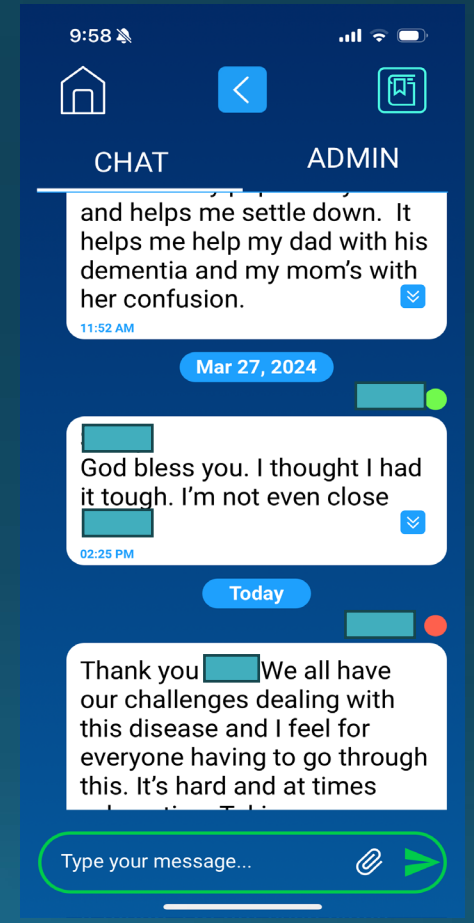 9:58
CHAT
ADMIN
and helps me settle down. It
helps me help my dad with his
dementia and my mom's with
her confusion.
11:52 AM
Mar 27, 2024
God bless you. I thought I had
it tough. I'm not even close
02:25 PM
Today
Thank you We all have
our challenges dealing with
this disease and I feel for
everyone having to go through
this. It's hard and at times
Type your message...